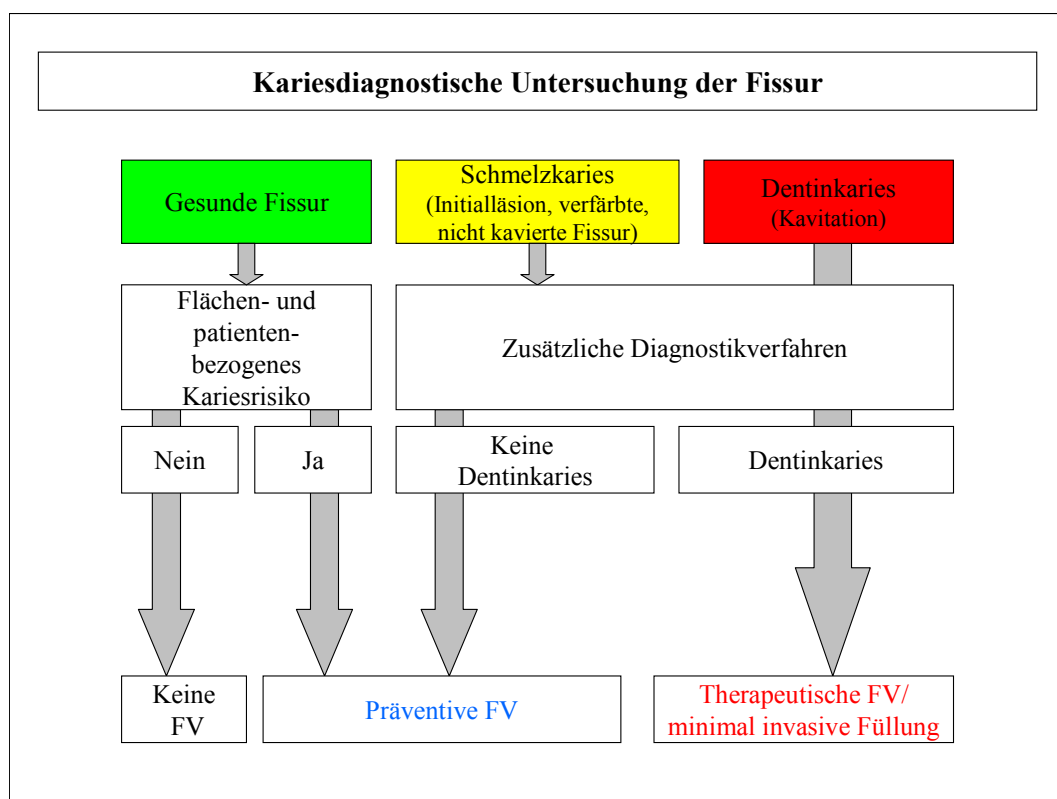 Kariesdiagnostische Untersuchung der Fissur
Gesunde Fissur
Schmelzkaries
(Initialläsion, verfärbte,
nicht kavierte Fissur)
Dentinkaries
(Kavitation)
Flächen- und
patienten-
bezogenes
Kariesrisiko
Zusätzliche Diagnostikverfahren
Nein
Ja
Keine
Dentinkaries
Dentinkaries
Keine
FV
Präventive FV
Therapeutische FV/
minimal invasive Füllung